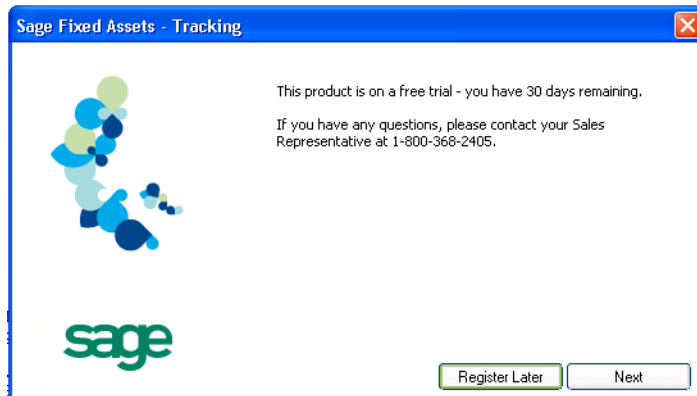 Sage Fixed Assets - Tracking
This product is on a free trial - you have 30 days remaining.
If you have any questions, please contact your Sales
Representative at 1-800-368-2405.
sage
Register Later
Next